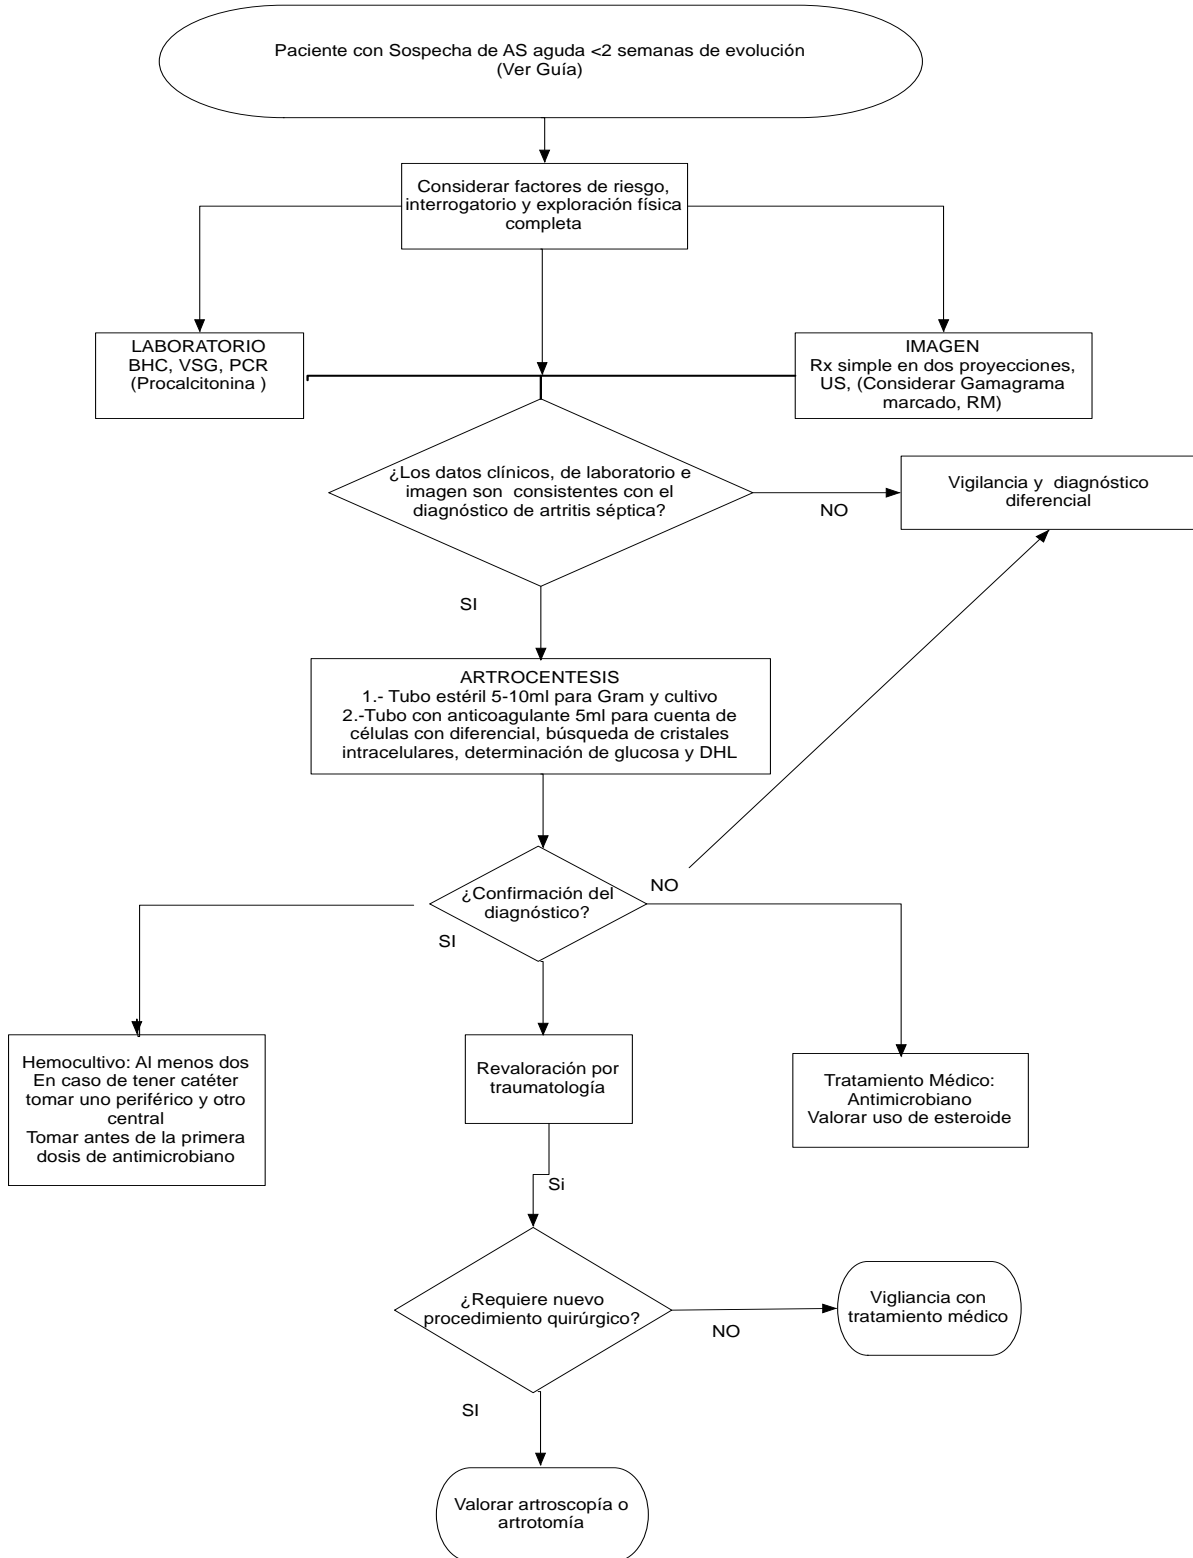 Paciente con Sospecha de AS aguda <2 semanas de evolución
(Ver Guía)
Considerar factores de riesgo,
interrogatorio y exploración física
completa
LABORATORIO
BHC, VSG, PCR
(Procalcitonina )
IMAGEN
Rx simple en dos proyecciones,
US, (Considerar Gamagrama
marcado, RM)
¿Los datos clínicos, de laboratorio e
imagen son  consistentes con el
diagnóstico de artritis séptica?
NO
Vigilancia y  diagnóstico
diferencial
SI
ARTROCENTESIS
1.- Tubo estéril 5-10ml para Gram y cultivo
2.-Tubo con anticoagulante 5ml para cuenta de
células con diferencial, búsqueda de cristales
intracelulares, determinación de glucosa y DHL
¿Confirmación del
diagnóstico?
NO
SI
Hemocultivo: Al menos dos
En caso de tener catéter
tomar uno periférico y otro
central
Tomar antes de la primera
dosis de antimicrobiano
Revaloración por
traumatología
Tratamiento Médico:
Antimicrobiano
Valorar uso de esteroide
Si
¿Requiere nuevo
procedimiento quirúrgico?
NO
Vigliancia con
tratamiento médico
SI
Valorar artroscopía o
artrotomía